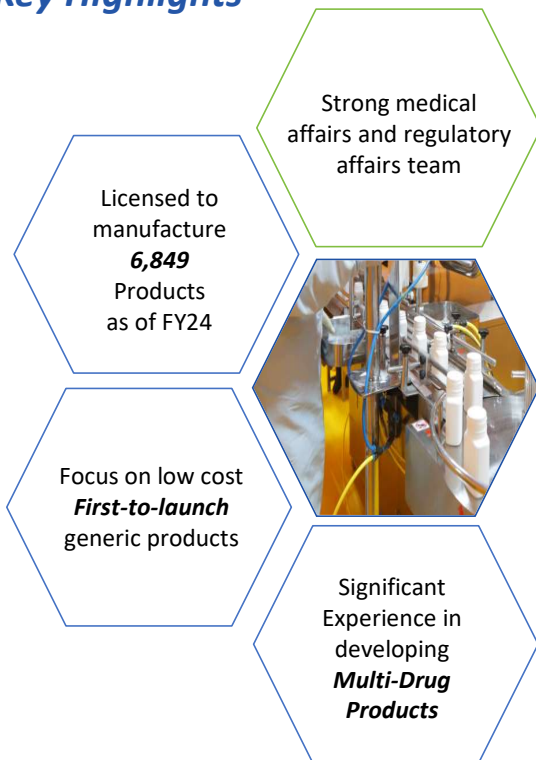 Key Highlights
Strong medical
affairs and regulatory
affairs team
Licensed to
manufacture
6,849
Products
as of FY24
Focus on low cost
First-to-launch
generic products
Significant
Experience in
developing
Multi-Drug
Products